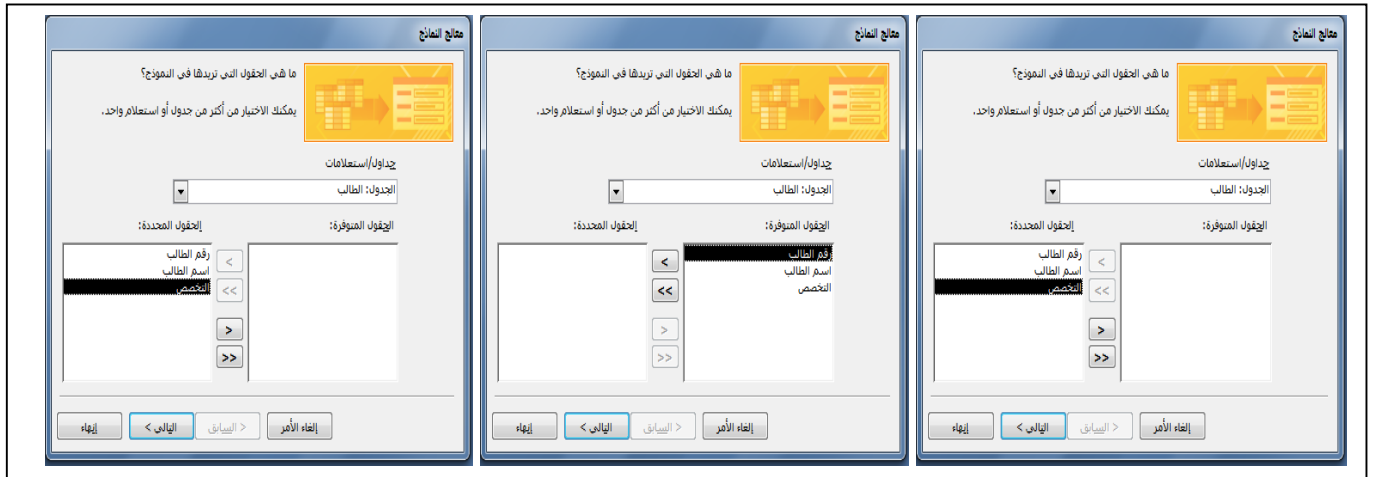 معالج النماذج
ما هي الحقول التي تريدها في النموذج؟
يمكنك الاختيار من أكثر من جدول أو استعلام واحد.
جداول/استعلامات
الجدول: الطالب
الحقول المتوفرة:
الحقول المحددة:
رقم الطالب
اسم الطالب
التخصص
>
>>
<
<<
إلغاء الأمر
< السابق
التالي >
إنهاء
معالج النماذج
ما هي الحقول التي تريدها في النموذج؟
يمكنك الاختيار من أكثر من جدول أو استعلام واحد.
جداول/استعلامات
الجدول: الطالب
الحقول المتوفرة:
الحقول المحددة:
رقم الطالب
اسم الطالب
التخصص
>
>>
<
<<
إلغاء الأمر
< السابق
التالي >
إنهاء
معالج النماذج
ما هي الحقول التي تريدها في النموذج؟
يمكنك الاختيار من أكثر من جدول أو استعلام واحد.
جداول/استعلامات
الجدول: الطالب
الحقول المتوفرة:
الحقول المحددة:
رقم الطالب
اسم الطالب
التخصص
>
>>
<
<<
إلغاء الأمر
< السابق
التالي >
إنهاء